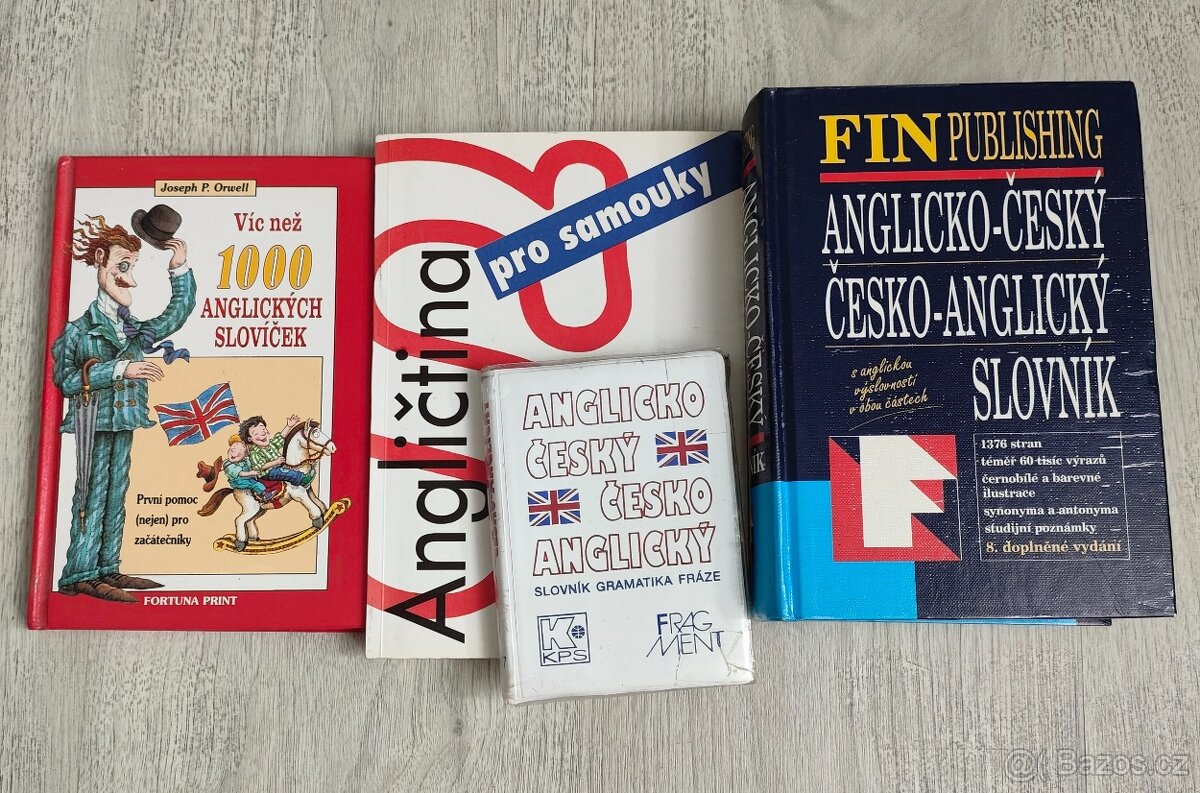 Joseph P. Orwell
Víc než
1000
ANGLICKÝCH
SLOVÍČEK
První pomoc
(nejen) pro
začátečníky
FORTUNA PRINT
Angličtina
pro samouky
ANGLICKO
ČESKÝ
ČESKO
ANGLICKÝ
SLOVNÍK GRAMATIKA FRÁZE
K
KPS
FRAG
MENT
FIN PUBLISHING
ANGLICKO-ČESKÝ
ČESKO-ANGLICKÝ
SLOVNÍK
s anglickou
výslovností
v obou částech
1376 stran
téměř 60 tisíc výrazů
černobílé a barevné
ilustrace
synonyma a antonyma
studijní poznámky
8. doplněné vydání
@ Bazos.cz